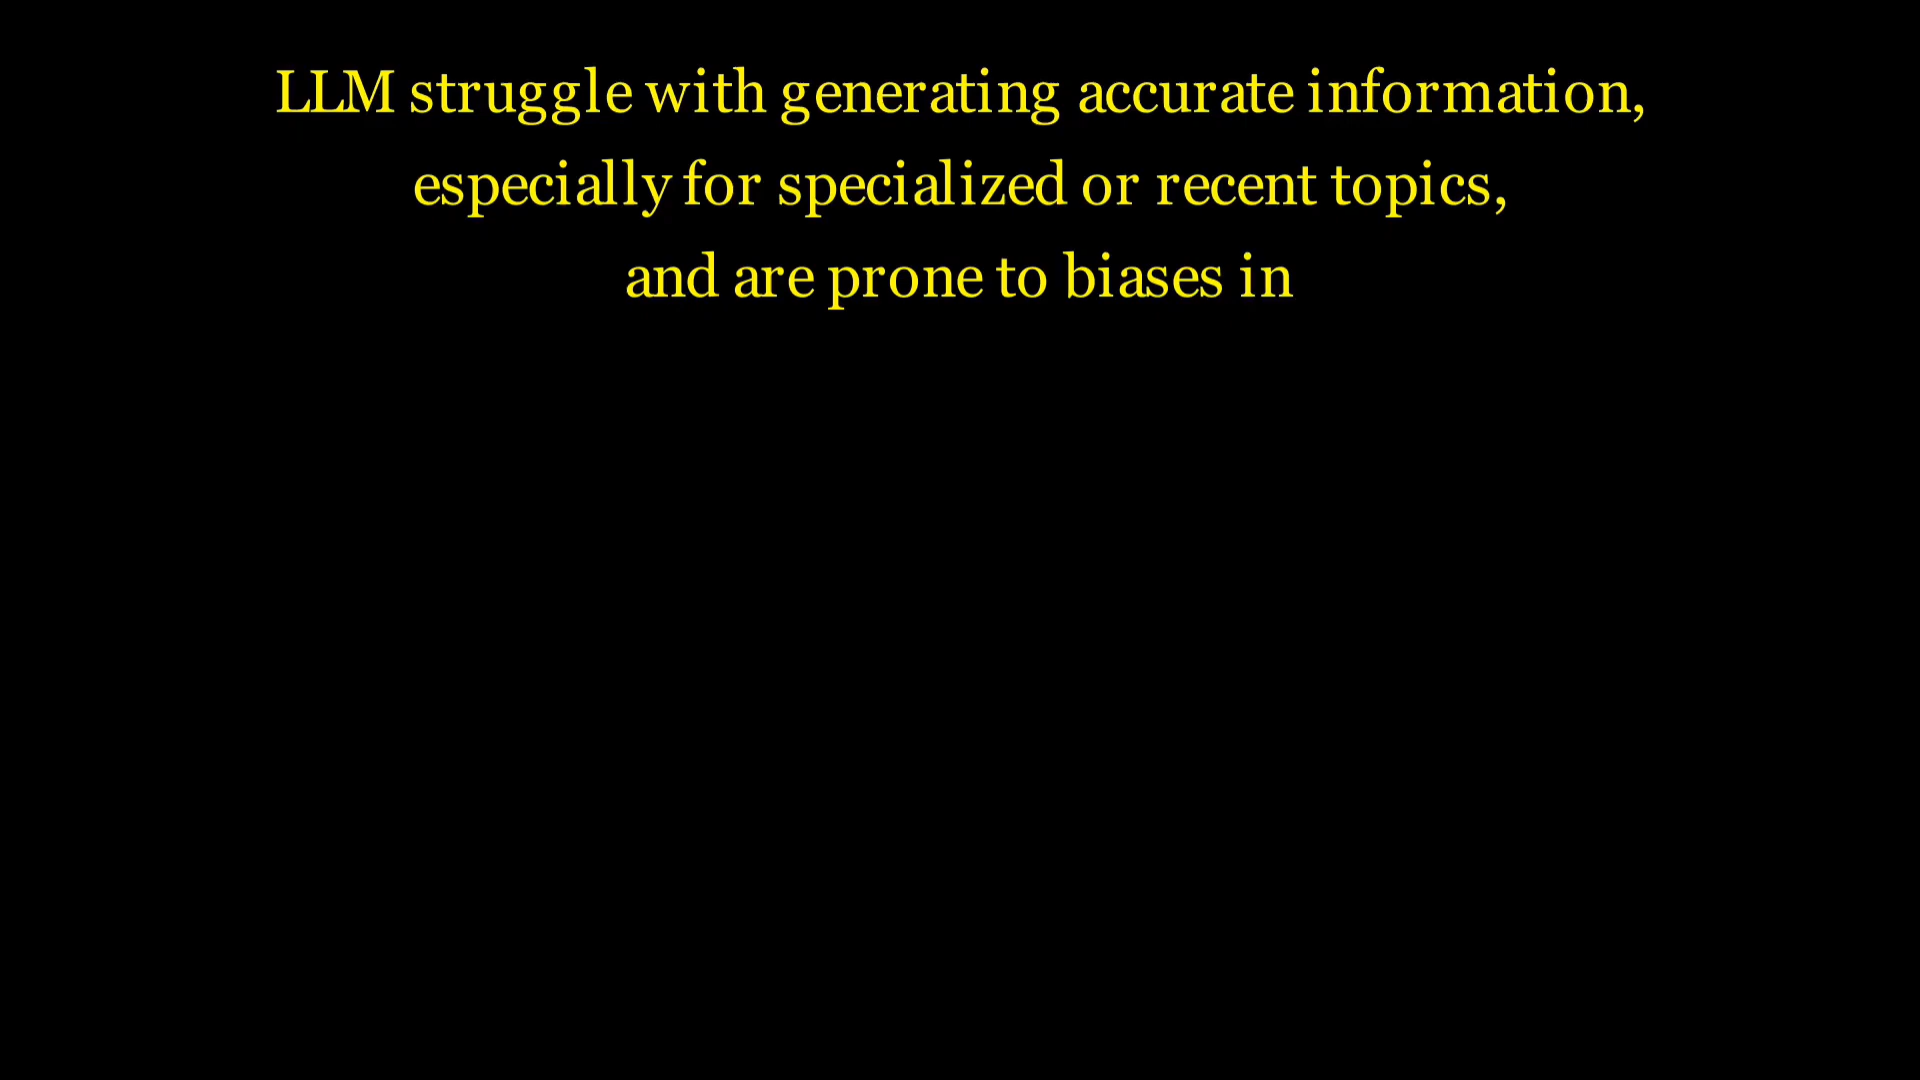 LLM struggle with generating accurate information,
especially for specialized or recent topics,
and are prone to biases in